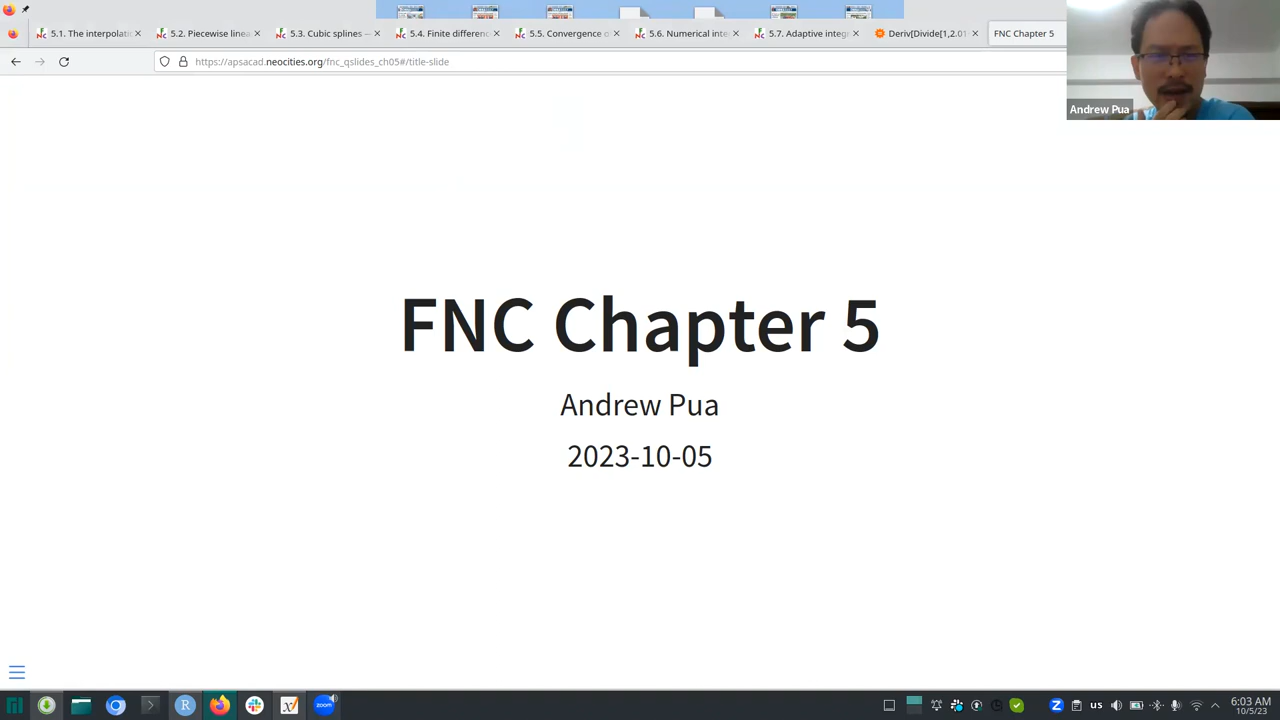 5.1. The interpolati
5.2. Piecewise linea
5.3. Cubic splines —
5.4. Finite differenc
5.5. Convergence o
5.6. Numerical inte
5.7. Adaptive integ
Deriv[Divide[1,2.01
FNC Chapter 5
https://apsacad.neocities.org/fnc_qslides_ch05#/title-slide
Andrew Pua
FNC Chapter 5
Andrew Pua
2023-10-05
zoom
us
6:03 AM
10/5/23